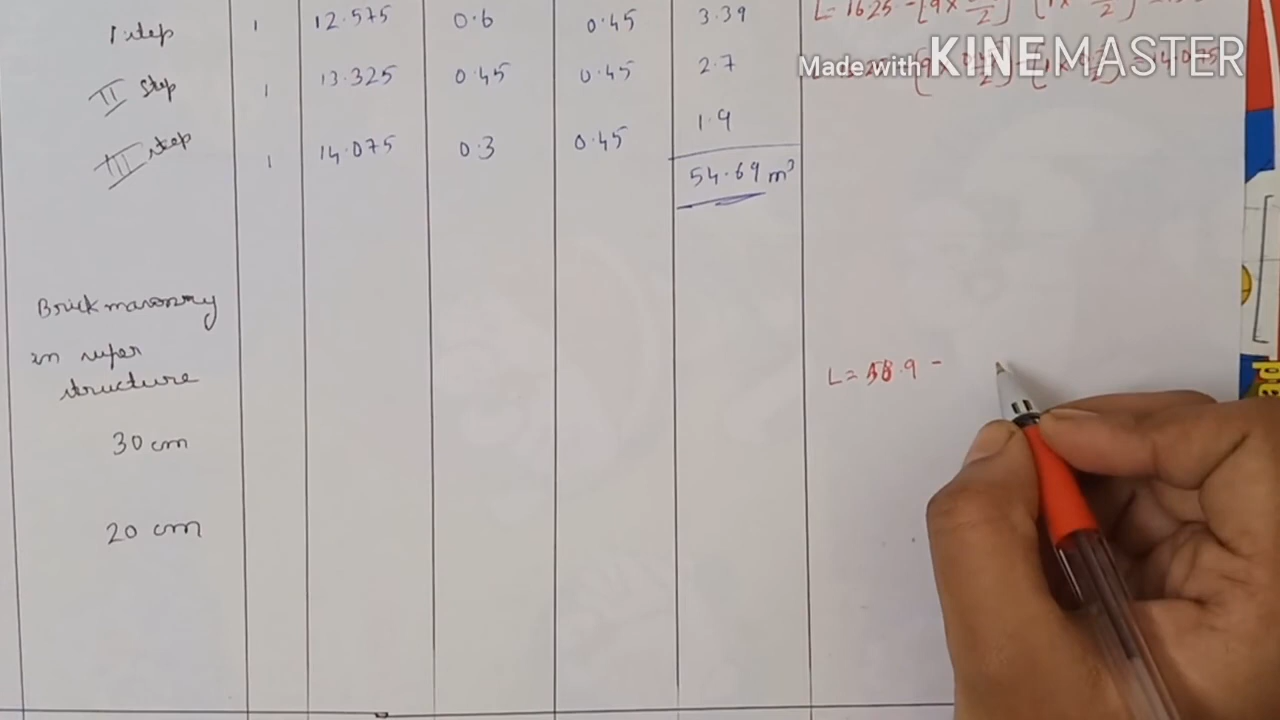 I step 1 12.575 0.6 0.45 3.39
II step 1 13.325 0.45 0.45 2.7
III step 1 14.075 0.3 0.45 1.9
54.69 m³
Made with KINEMASTER
Brick masonry
in super
structure
L = 58.9 -
30 cm
20 cm
ad